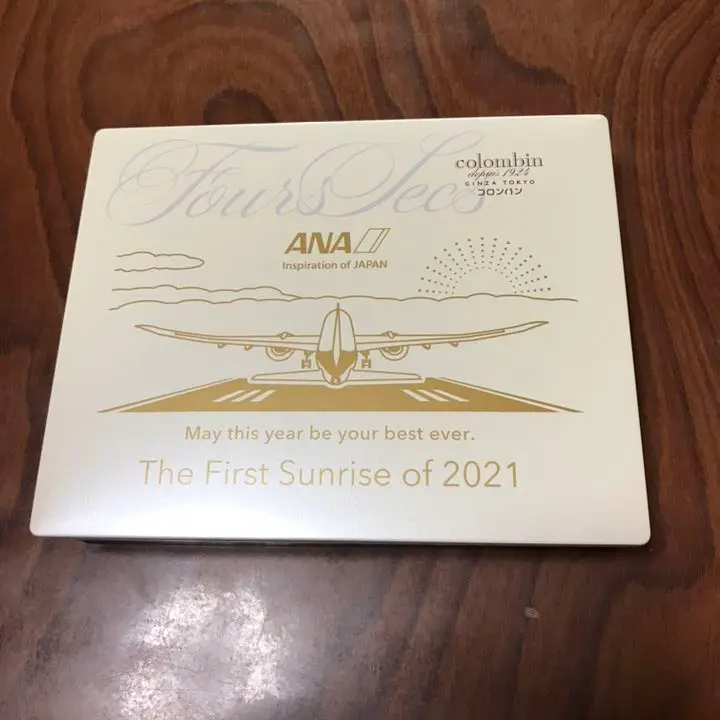 Fours Secs
colombin
depuis 1924
GINZA TOKYO
コロンバン
ANA
Inspiration of JAPAN
May this year be your best ever.
The First Sunrise of 2021